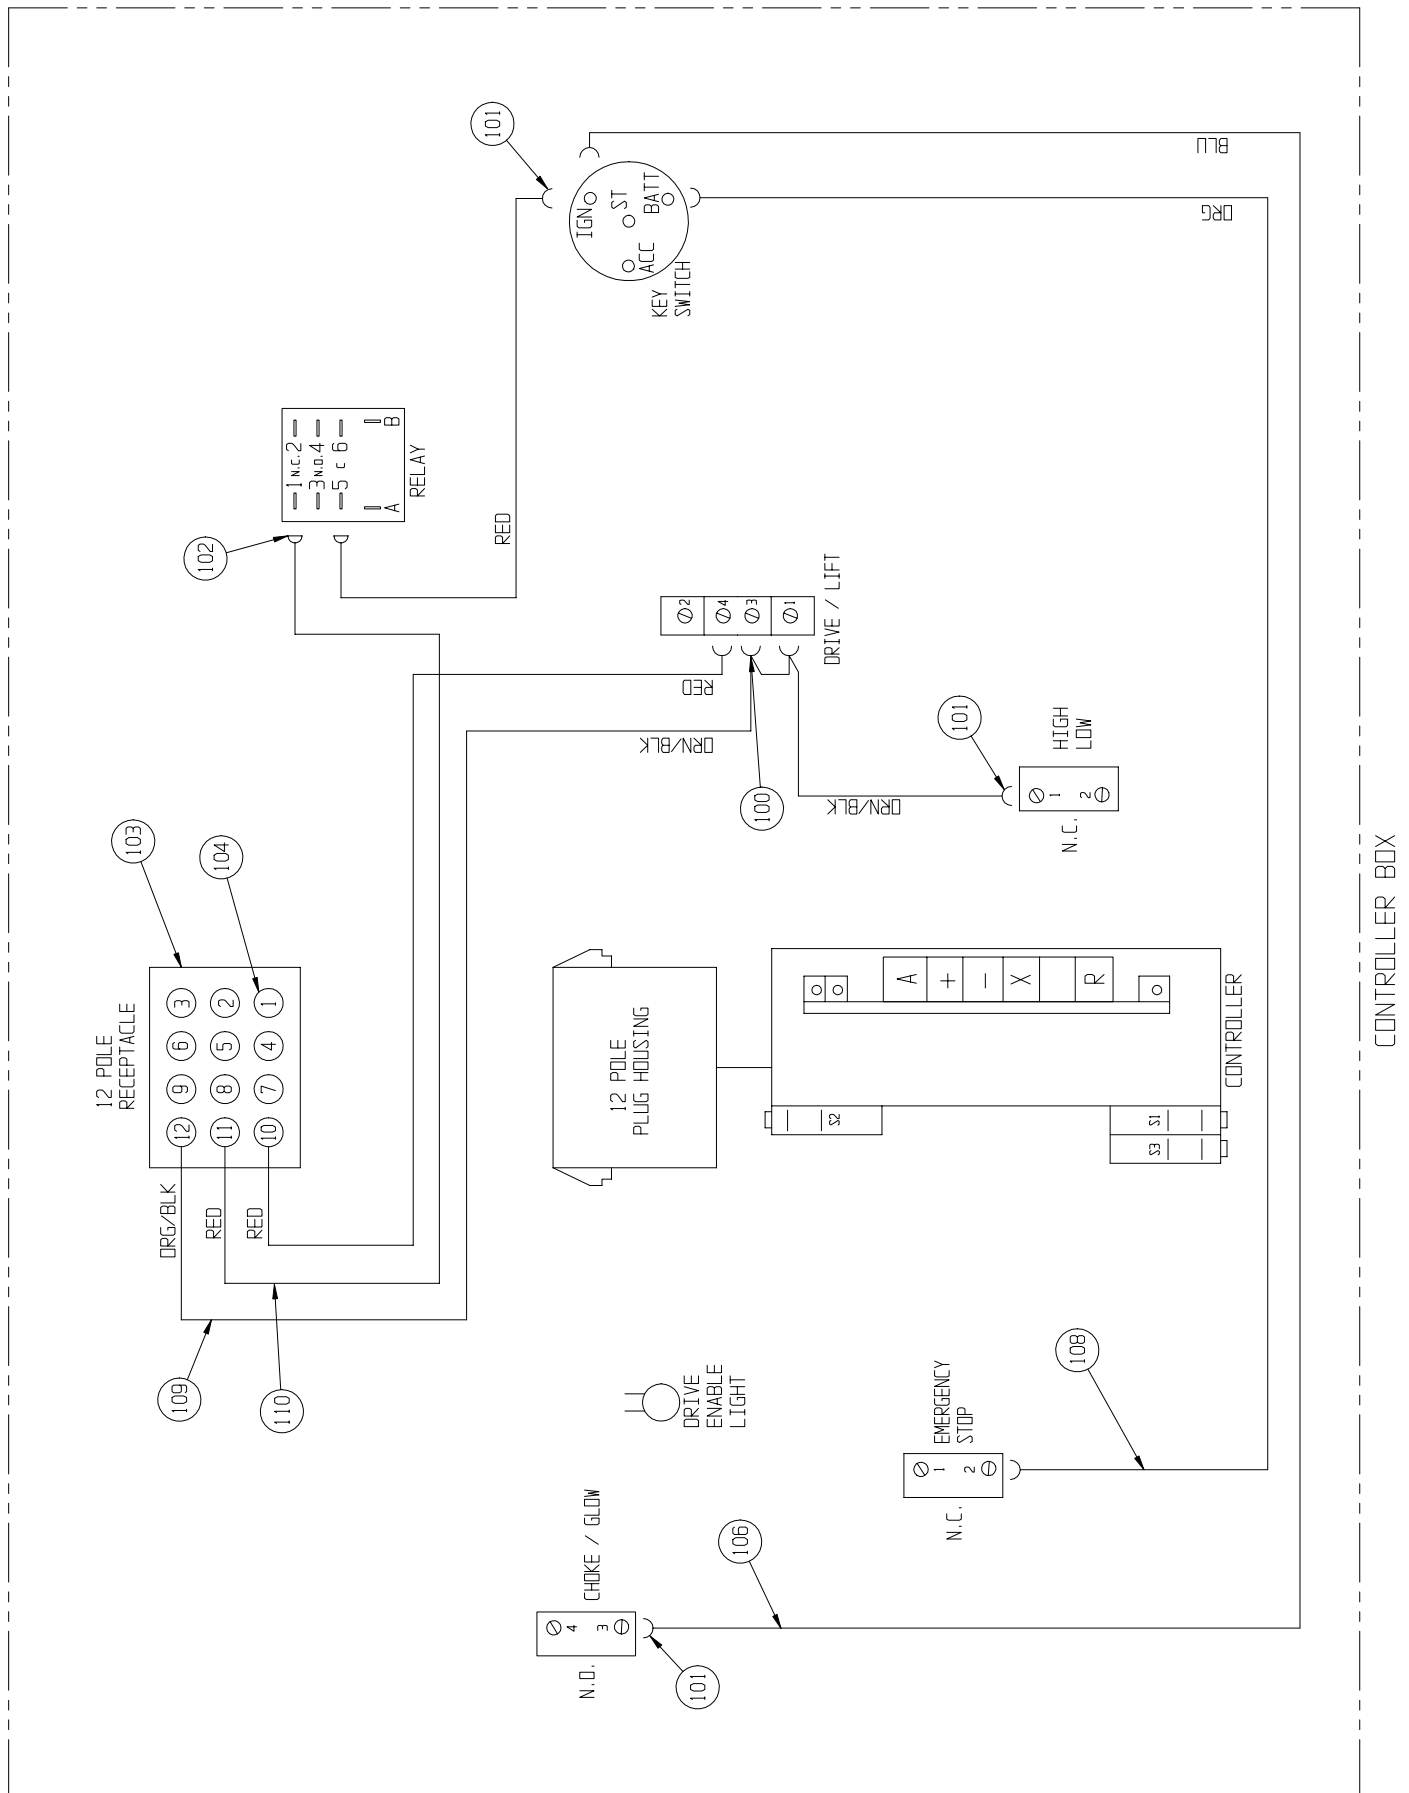 12 POLE
RECEPTACLE
3
6
9
12
2
5
8
11
1
4
7
10
ORG/BLK
RED
RED
103
104
109
110
102
1 N.C. 2
3 N.O. 4
5 C 6
A
B
RELAY
RED
101
IGN
ST
BATT
ACC
KEY
SWITCH
BLU
ORG
2
4
3
1
DRIVE / LIFT
RED
ORN/BLK
100
ORN/BLK
101
HIGH
LOW
1
2
N.C.
12 POLE
PLUG HOUSING
A
+
-
X
R
S2
S1
S3
CONTROLLER
DRIVE
ENABLE
LIGHT
EMERGENCY
STOP
1
2
N.C.
108
CHOKE / GLOW
4
3
N.O.
101
106
CONTROLLER BOX